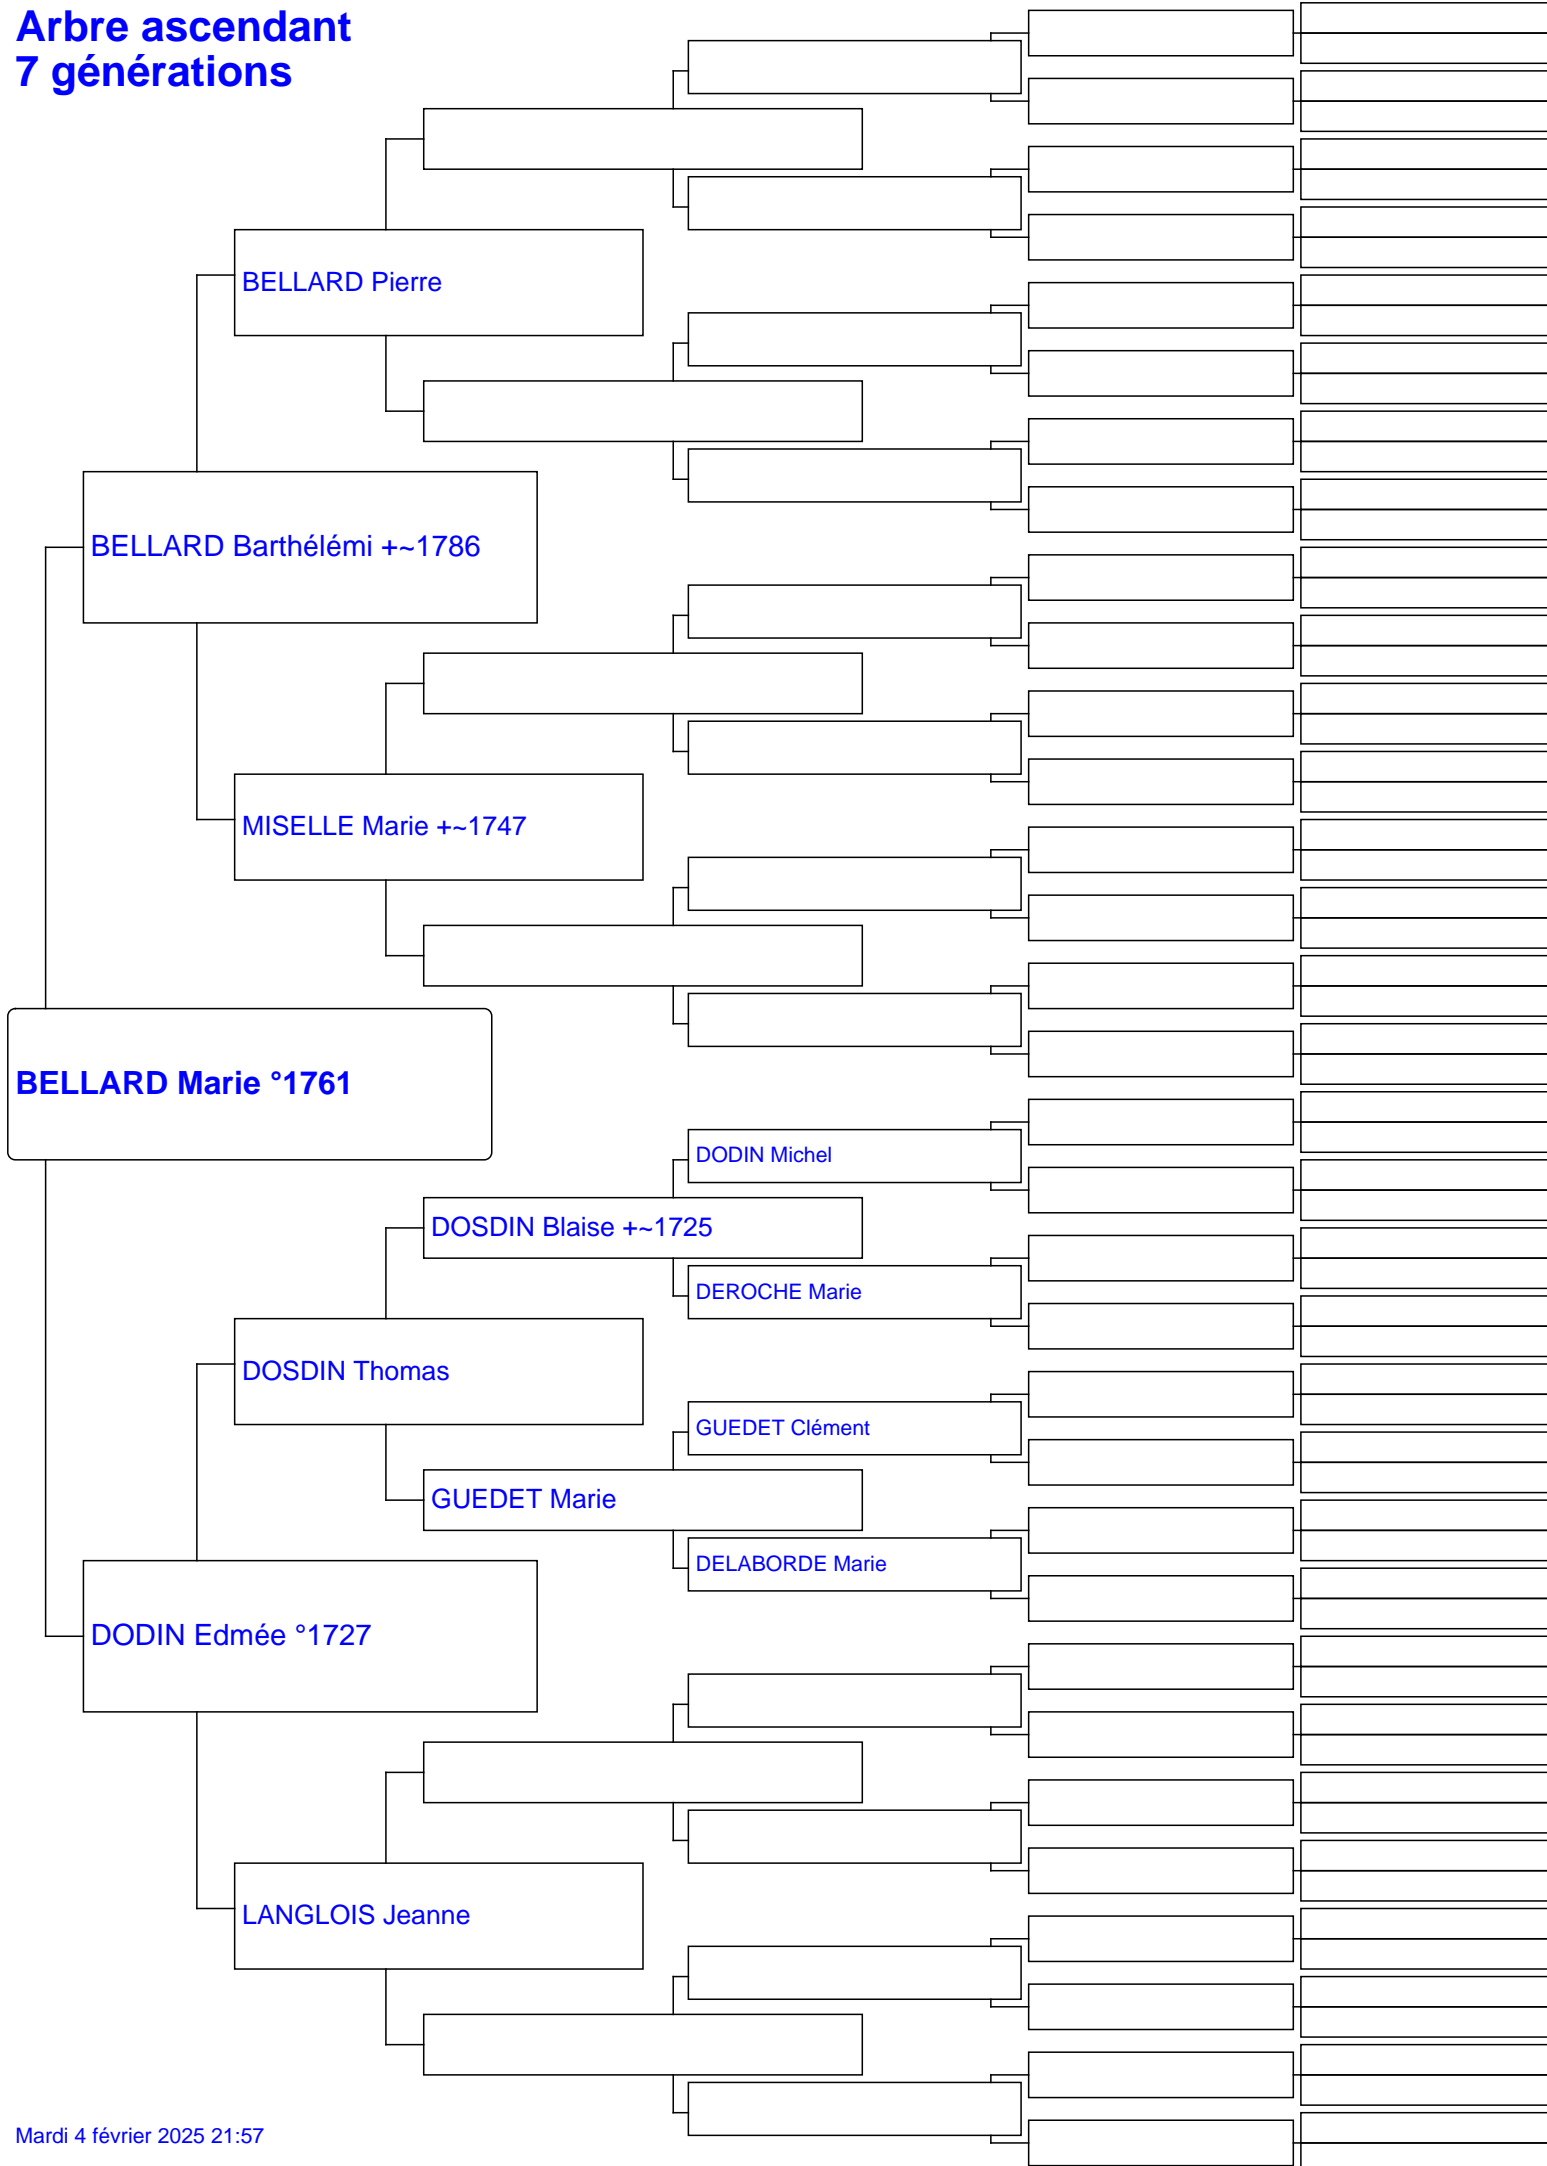 Arbre ascendant
7 générations
BELLARD Pierre
BELLARD Barthélémi +~1786
MISELLE Marie +~1747
BELLARD Marie °1761
DODIN Michel
DOSDIN Blaise +~1725
DEROCHE Marie
DOSDIN Thomas
GUEDET Clément
GUEDET Marie
DELABORDE Marie
DODIN Edmée °1727
LANGLOIS Jeanne
Mardi 4 février 2025 21:57